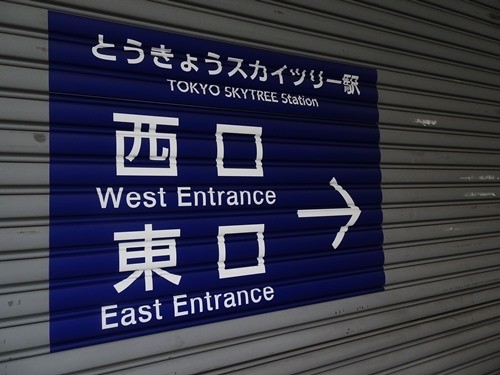 とうきょうスカイツリー駅
TOKYO SKYTREE Station
西口
West Entrance
東口
East Entrance